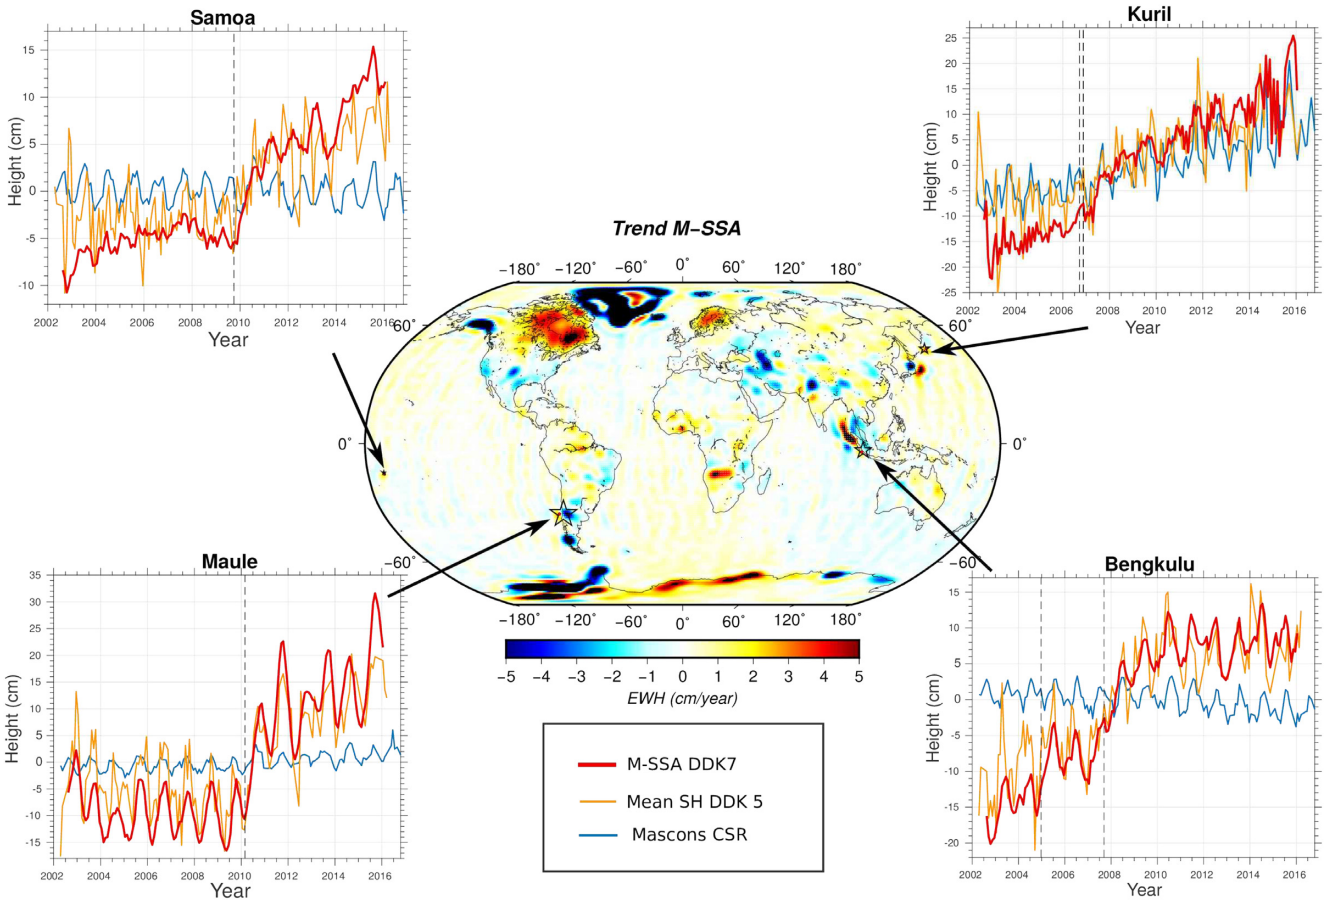 Samoa
Height (cm)
15
10
5
0
-5
-10
2002 2004 2006 2008 2010 2012 2014 2016
Year
Kuril
Height (cm)
25
20
15
10
5
0
-5
-10
-15
-20
-25
2002 2004 2006 2008 2010 2012 2014 2016
Year
Trend M−SSA
−180˚ −120˚ −60˚ 0˚ 60˚ 120˚ 180˚
60˚ 60˚
0˚ 0˚
−60˚ −60˚
−180˚ −120˚ −60˚ 0˚ 60˚ 120˚ 180˚
−5 −4 −3 −2 −1 0 1 2 3 4 5
EWH (cm/year)
Maule
Height (cm)
35
30
25
20
15
10
5
0
-5
-10
-15
2002 2004 2006 2008 2010 2012 2014 2016
Year
M-SSA DDK7
Mean SH DDK 5
Mascons CSR
Bengkulu
Height (cm)
15
10
5
0
-5
-10
-15
-20
2002 2004 2006 2008 2010 2012 2014 2016
Year